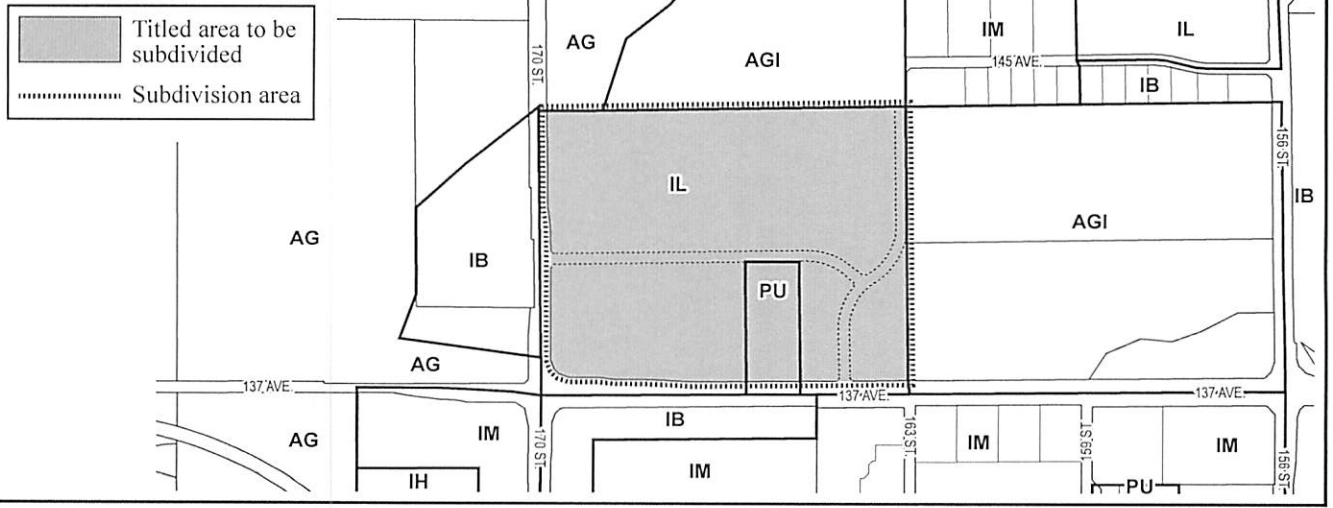 Titled area to be
subdivided
Subdivision area
170 ST.
AG
AGI
IM
IL
145 AVE.
IB
156 ST.
IL
IB
AG
IB
AGI
PU
AG
137 AVE.
137 AVE.
137 AVE.
AG
IM
170 ST.
IB
163 ST.
IM
159 ST.
IM
156 ST.
IH
IM
PU